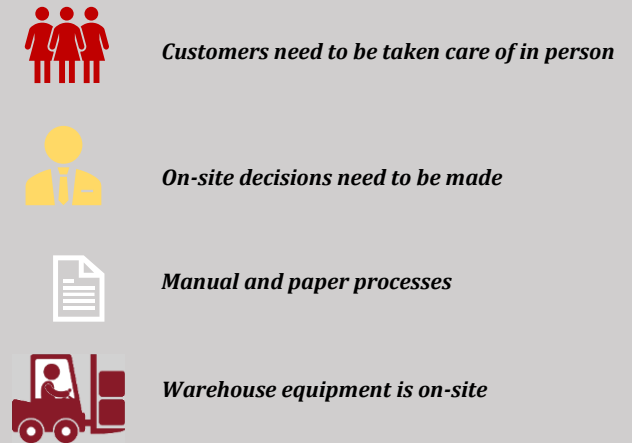 Customers need to be taken care of in person
On-site decisions need to be made
Manual and paper processes
Warehouse equipment is on-site